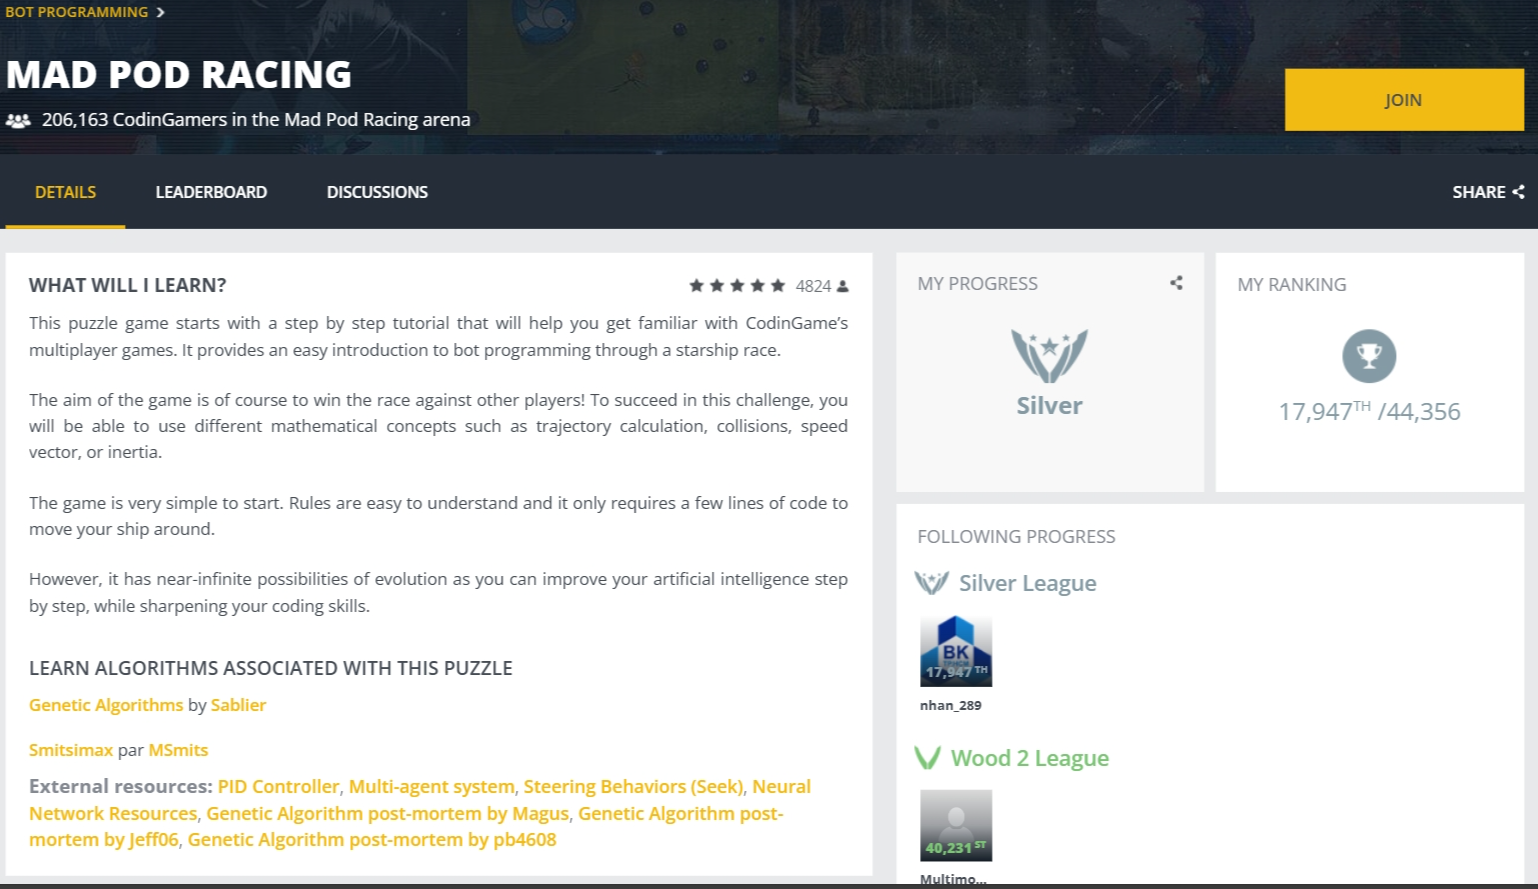 BOT PROGRAMMING
MAD POD RACING
206,163 CodinGamers in the Mad Pod Racing arena
JOIN
DETAILS
LEADERBOARD
DISCUSSIONS
SHARE
WHAT WILL I LEARN?
4824
This puzzle game starts with a step by step tutorial that will help you get familiar with CodinGame's
multiplayer games. It provides an easy introduction to bot programming through a starship race.
The aim of the game is of course to win the race against other players! To succeed in this challenge, you
will be able to use different mathematical concepts such as trajectory calculation, collisions, speed
vector, or inertia.
The game is very simple to start. Rules are easy to understand and it only requires a few lines of code to
move your ship around.
However, it has near-infinite possibilities of evolution as you can improve your artificial intelligence step
by step, while sharpening your coding skills.
LEARN ALGORITHMS ASSOCIATED WITH THIS PUZZLE
Genetic Algorithms by Sablier
Smitsimax par MSmits
External resources: PID Controller, Multi-agent system, Steering Behaviors (Seek), Neural
Network Resources, Genetic Algorithm post-mortem by Magus, Genetic Algorithm post-
mortem by Jeff06, Genetic Algorithm post-mortem by pb4608
MY PROGRESS
Silver
MY RANKING
17,947TH /44,356
FOLLOWING PROGRESS
Silver League
BK
17,947TH
nhan_289
Wood 2 League
40,231ST
Multimo...